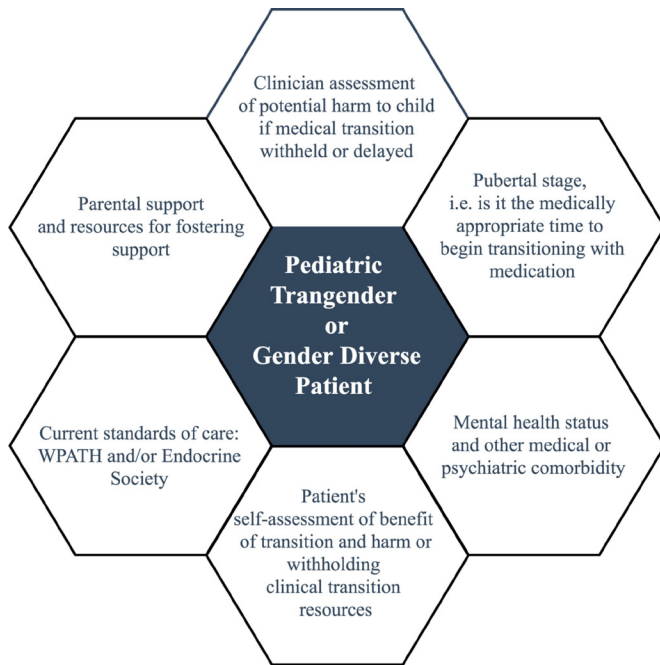 Clinician assessment
of potential harm to child
if medical transition
withheld or delayed
Parental support
and resources for fostering
support
Pubertal stage,
i.e. is it the medically
appropriate time to
begin transitioning with
medication
Pediatric
Trangender
or
Gender Diverse
Patient
Current standards of care:
WPATH and/or Endocrine
Society
Mental health status
and other medical or
psychiatric comorbidity
Patient's
self-assessment of benefit
of transition and harm or
withholding
clinical transition
resources